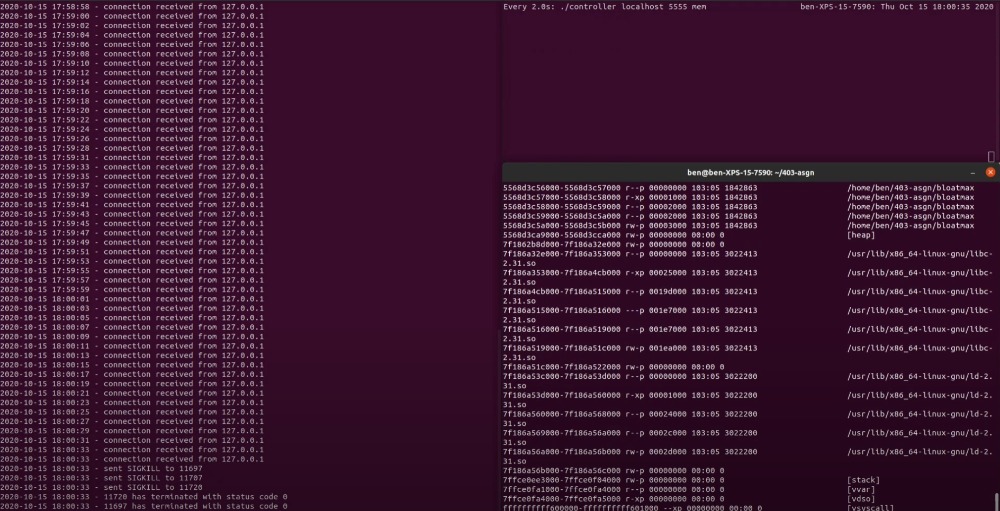 2020-10-15 17:58:58 - connection received from 127.0.0.1
2020-10-15 17:59:00 - connection received from 127.0.0.1
2020-10-15 17:59:02 - connection received from 127.0.0.1
2020-10-15 17:59:04 - connection received from 127.0.0.1
2020-10-15 17:59:06 - connection received from 127.0.0.1
2020-10-15 17:59:08 - connection received from 127.0.0.1
2020-10-15 17:59:10 - connection received from 127.0.0.1
2020-10-15 17:59:12 - connection received from 127.0.0.1
2020-10-15 17:59:14 - connection received from 127.0.0.1
2020-10-15 17:59:16 - connection received from 127.0.0.1
2020-10-15 17:59:18 - connection received from 127.0.0.1
2020-10-15 17:59:20 - connection received from 127.0.0.1
2020-10-15 17:59:22 - connection received from 127.0.0.1
2020-10-15 17:59:24 - connection received from 127.0.0.1
2020-10-15 17:59:26 - connection received from 127.0.0.1
2020-10-15 17:59:28 - connection received from 127.0.0.1
2020-10-15 17:59:31 - connection received from 127.0.0.1
2020-10-15 17:59:33 - connection received from 127.0.0.1
2020-10-15 17:59:35 - connection received from 127.0.0.1
2020-10-15 17:59:37 - connection received from 127.0.0.1
2020-10-15 17:59:39 - connection received from 127.0.0.1
2020-10-15 17:59:41 - connection received from 127.0.0.1
2020-10-15 17:59:43 - connection received from 127.0.0.1
2020-10-15 17:59:45 - connection received from 127.0.0.1
2020-10-15 17:59:47 - connection received from 127.0.0.1
2020-10-15 17:59:49 - connection received from 127.0.0.1
2020-10-15 17:59:51 - connection received from 127.0.0.1
2020-10-15 17:59:53 - connection received from 127.0.0.1
2020-10-15 17:59:55 - connection received from 127.0.0.1
2020-10-15 17:59:57 - connection received from 127.0.0.1
2020-10-15 17:59:59 - connection received from 127.0.0.1
2020-10-15 18:00:01 - connection received from 127.0.0.1
2020-10-15 18:00:03 - connection received from 127.0.0.1
2020-10-15 18:00:05 - connection received from 127.0.0.1
2020-10-15 18:00:07 - connection received from 127.0.0.1
2020-10-15 18:00:09 - connection received from 127.0.0.1
2020-10-15 18:00:11 - connection received from 127.0.0.1
2020-10-15 18:00:13 - connection received from 127.0.0.1
2020-10-15 18:00:15 - connection received from 127.0.0.1
2020-10-15 18:00:17 - connection received from 127.0.0.1
2020-10-15 18:00:19 - connection received from 127.0.0.1
2020-10-15 18:00:21 - connection received from 127.0.0.1
2020-10-15 18:00:23 - connection received from 127.0.0.1
2020-10-15 18:00:25 - connection received from 127.0.0.1
2020-10-15 18:00:27 - connection received from 127.0.0.1
2020-10-15 18:00:29 - connection received from 127.0.0.1
2020-10-15 18:00:31 - connection received from 127.0.0.1
2020-10-15 18:00:33 - connection received from 127.0.0.1
2020-10-15 18:00:33 - connection received from 127.0.0.1
2020-10-15 18:00:33 - sent SIGKILL to 11697
2020-10-15 18:00:33 - sent SIGKILL to 11707
2020-10-15 18:00:33 - sent SIGKILL to 11720
2020-10-15 18:00:33 - 11720 has terminated with status code 0
2020-10-15 18:00:33 - 11697 has terminated with status code 0
Every 2.0s: ./controller localhost 5555 mem ben-XPS-15-7590: Thu Oct 15 18:00:35 2020
ben@ben-XPS-15-7590: ~/403-asgn
5568d3c56000-5568d3c57000 r--p 00000000 103:05 1842863 /home/ben/403-asgn/bloatmax
5568d3c57000-5568d3c58000 r-xp 00001000 103:05 1842863 /home/ben/403-asgn/bloatmax
5568d3c58000-5568d3c59000 r--p 00002000 103:05 1842863 /home/ben/403-asgn/bloatmax
5568d3c59000-5568d3c5a000 r--p 00002000 103:05 1842863 /home/ben/403-asgn/bloatmax
5568d3c5a000-5568d3c5b000 rw-p 00003000 103:05 1842863 /home/ben/403-asgn/bloatmax
5568d3ca9000-5568d3cca000 rw-p 00000000 00:00 0 [heap]
7f1862b8d000-7f186a32e000 rw-p 00000000 00:00 0
7f186a32e000-7f186a353000 r--p 00000000 103:05 3022413 /usr/lib/x86_64-linux-gnu/libc-
2.31.so
7f186a353000-7f186a4cb000 r-xp 00025000 103:05 3022413 /usr/lib/x86_64-linux-gnu/libc-
2.31.so
7f186a4cb000-7f186a515000 r--p 0019d000 103:05 3022413 /usr/lib/x86_64-linux-gnu/libc-
2.31.so
7f186a515000-7f186a516000 ---p 001e7000 103:05 3022413 /usr/lib/x86_64-linux-gnu/libc-
2.31.so
7f186a516000-7f186a519000 r--p 001e7000 103:05 3022413 /usr/lib/x86_64-linux-gnu/libc-
2.31.so
7f186a519000-7f186a51c000 rw-p 001ea000 103:05 3022413 /usr/lib/x86_64-linux-gnu/libc-
2.31.so
7f186a51c000-7f186a522000 rw-p 00000000 00:00 0
7f186a53c000-7f186a53d000 r--p 00000000 103:05 3022200 /usr/lib/x86_64-linux-gnu/ld-2.
31.so
7f186a53d000-7f186a560000 r-xp 00001000 103:05 3022200 /usr/lib/x86_64-linux-gnu/ld-2.
31.so
7f186a560000-7f186a568000 r--p 00024000 103:05 3022200 /usr/lib/x86_64-linux-gnu/ld-2.
31.so
7f186a569000-7f186a56a000 r--p 0002c000 103:05 3022200 /usr/lib/x86_64-linux-gnu/ld-2.
31.so
7f186a56a000-7f186a56b000 rw-p 0002d000 103:05 3022200 /usr/lib/x86_64-linux-gnu/ld-2.
31.so
7f186a56b000-7f186a56c000 rw-p 00000000 00:00 0
7ffce0ee3000-7ffce0f04000 rw-p 00000000 00:00 0 [stack]
7ffce0fa1000-7ffce0fa4000 r--p 00000000 00:00 0 [vvar]
7ffce0fa4000-7ffce0fa5000 r-xp 00000000 00:00 0 [vdso]
ffffffffff600000-ffffffffff601000 --xp 00000000 00:00 0 [vsyscall]